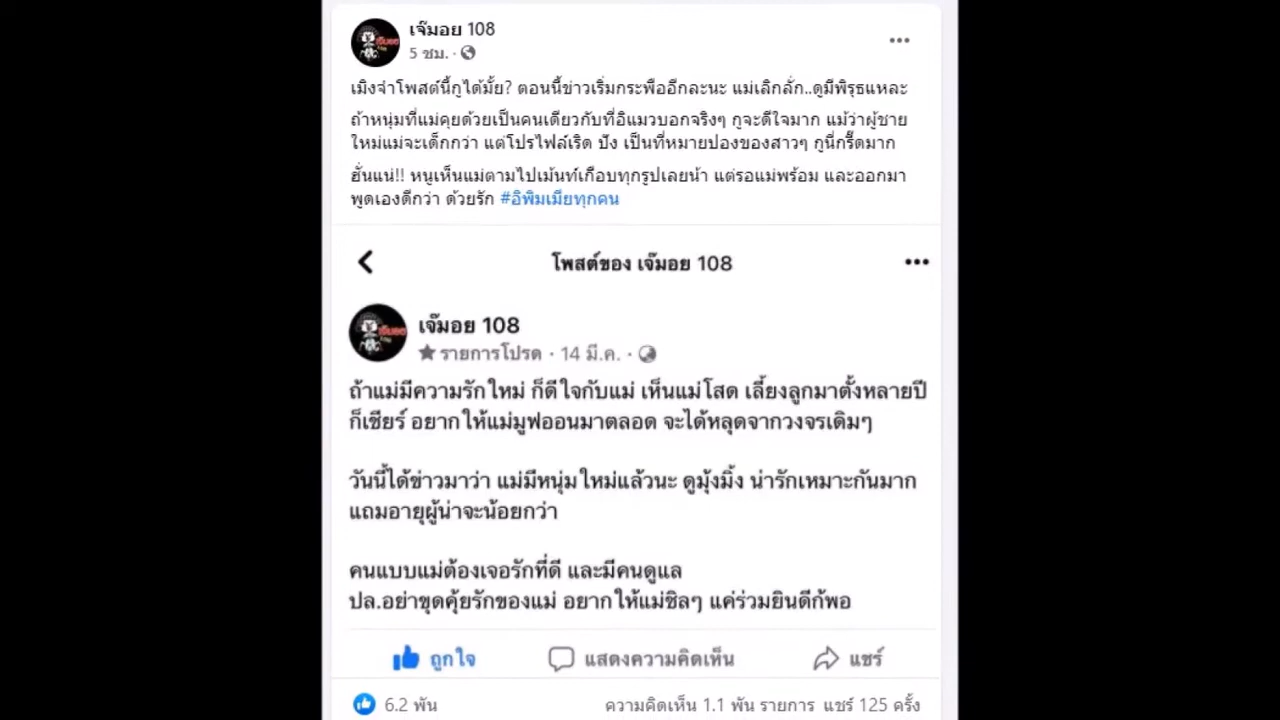 เจ๊มอย 108
5 ชม.
เมิงจำโพสต์นี้กูได้มั้ย? ตอนนี้ข่าวเริ่มกระพือฮีกละนะ แม่เลิกลั่ก..ดูมีพิรุธแหละ
ถ้าหนุ่มที่แม่คุยด้วยเป็นคนเดียวกับที่อิแมวบอกจริงๆ กูจะดีใจมาก แม้ว่าผู้ชาย
ใหม่แม่จะเด็กกว่า แต่โปรไฟล์เริ่ด ปัง เป็นที่หมายปองของสาวๆ กูนี่กรี๊ดมาก
ฮั่นแน่!! หนูเห็นแม่ตามไปเม้นท์เกือบทุกรูปเลยน้า แต่รอแม่พร้อม และออกมา
พูดเองดีกว่า ด้วยรัก #อิพิมเมียทุกคน
โพสต์ของ เจ๊มอย 108
เจ๊มอย 108
รายการโปรด · 14 มี.ค.
ถ้าแม่มีความรักใหม่ ก็ดีใจกับแม่ เห็นแม่โสด เลี้ยงลูกมาตั้งหลายปี
ก็เชียร์ อยากให้แม่มูฟออนมาตลอด จะได้หลุดจากวงจรเดิมๆ
วันนี้ได้ข่าวมาว่า แม่มีหนุ่มใหม่แล้วนะ ดูมุ้งมิ้ง น่ารักเหมาะกันมาก
แถมอายุผู้น่าจะน้อยกว่า
คนแบบแม่ต้องเจอรักที่ดี และมีคนดูแล
ปล.อย่าขุดคุ้ยรักของแม่ อยากให้แม่ชิลๆ แค่ร่วมยินดีก้พอ
ถูกใจ แสดงความคิดเห็น แชร์
6.2 พัน ความคิดเห็น 1.1 พัน รายการ แชร์ 125 ครั้ง